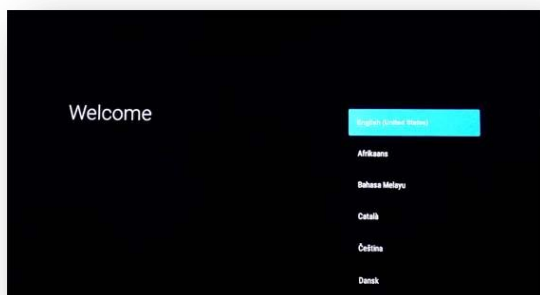 Welcome
English (United States)
Afrikaans
Bahasa Melayu
Català
Čeština
Dansk